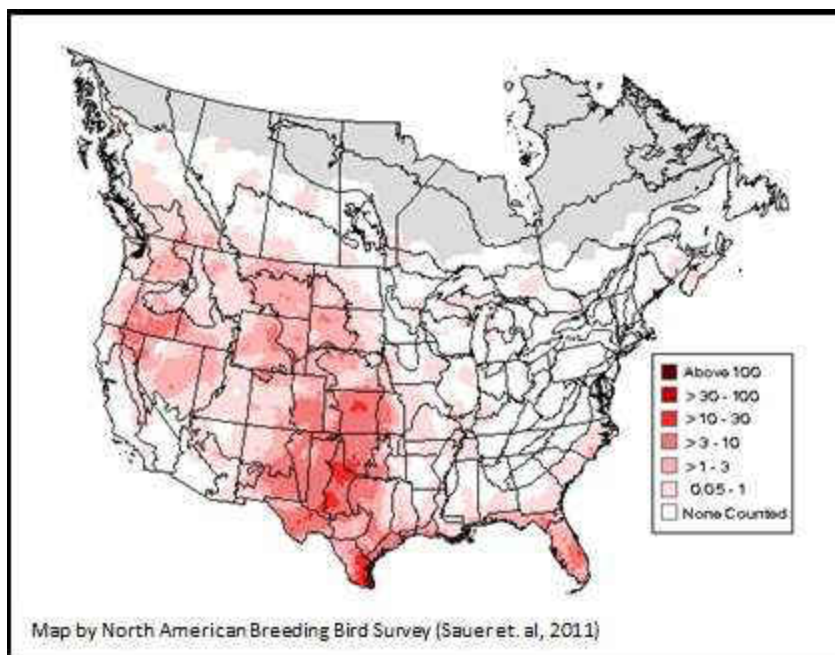 Above 100
>30 - 100
>10 - 30
>3 - 10
>1 - 3
0.05 - 1
None Counted
Map by North American Breeding Bird Survey (Sauer et. al, 2011)